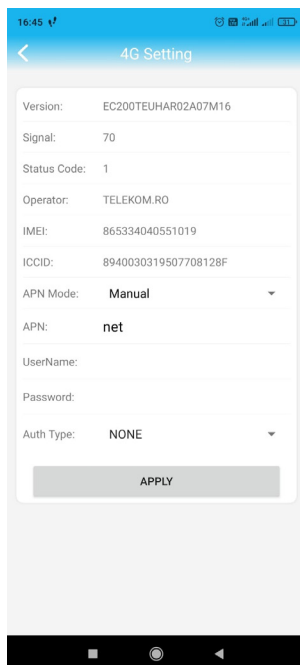 16:45
4G Setting
Version: EC200TEUHAR02A07M16
Signal: 70
Status Code: 1
Operator: TELEKOM.RO
IMEI: 865334040551019
ICCID: 8940030319507708128F
APN Mode: Manual
APN: net
UserName:
Password:
Auth Type: NONE
APPLY